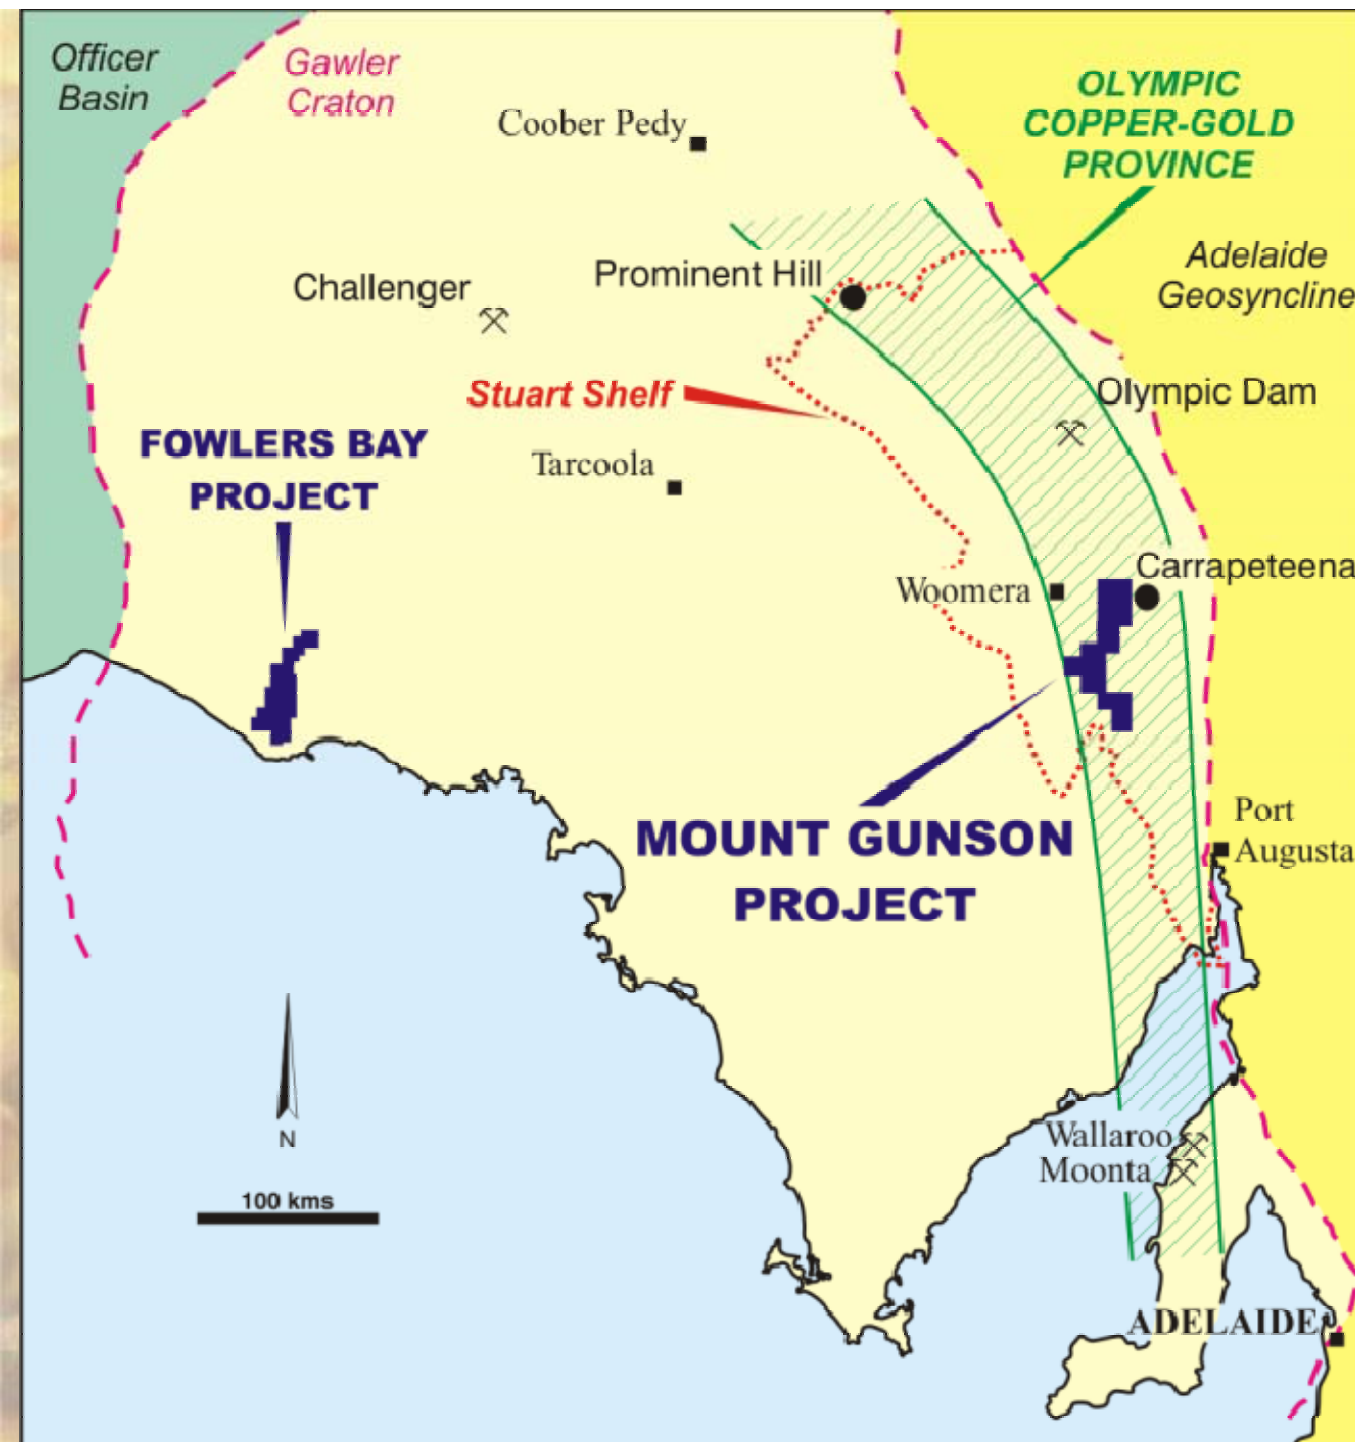 Officer
Basin
Gawler
Craton
OLYMPIC
COPPER-GOLD
PROVINCE
Coober Pedy
Adelaide
Geosyncline
Prominent Hill
Challenger
Stuart Shelf
Olympic Dam
FOWLERS BAY
PROJECT
Tarcoola
Carrapeteena
Woomera
MOUNT GUNSON
PROJECT
Port
Augusta
N
100 kms
Wallaroo
Moonta
ADELAIDE